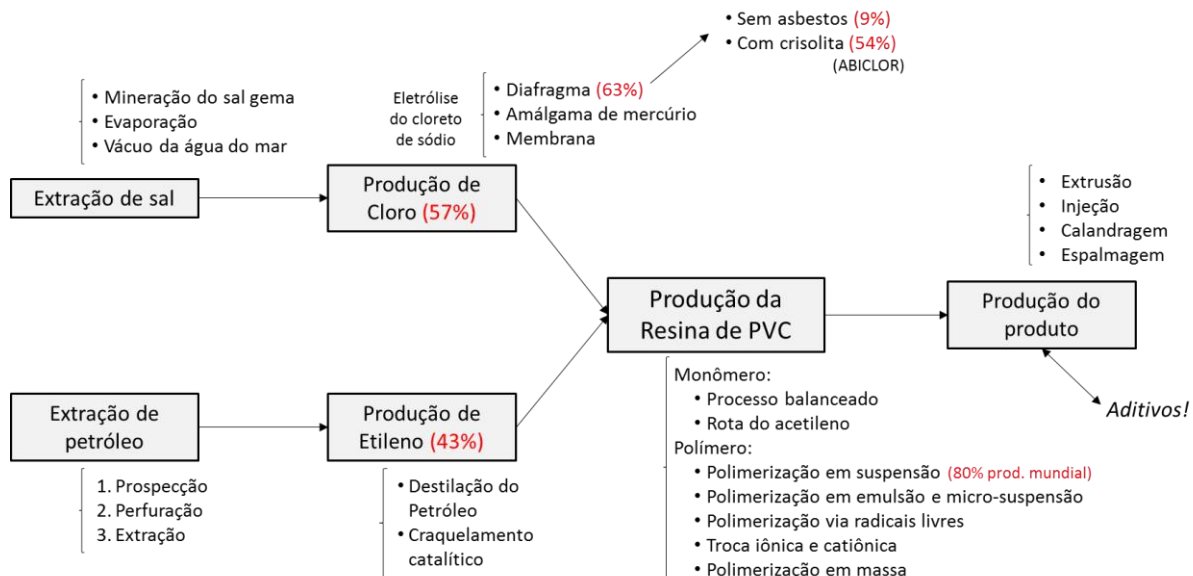 • Sem asbestos (9%)
• Com crisolita (54%)
(ABICLOR)
• Mineração do sal gema
• Evaporação
• Vácuo da água do mar
Eletrólise
do cloreto
de sódio
• Diafragma (63%)
• Amálgama de mercúrio
• Membrana
Extração de sal
Produção de
Cloro (57%)
• Extrusão
• Injeção
• Calandragem
• Espalmagem
Produção da
Resina de PVC
Produção do
produto
Aditivos!
Extração de
petróleo
Produção de
Etileno (43%)
1. Prospecção
2. Perfuração
3. Extração
• Destilação do
Petróleo
• Craquelamento
catalítico
Monômero:
• Processo balanceado
• Rota do acetileno
Polímero:
• Polimerização em suspensão (80% prod. mundial)
• Polimerização em emulsão e micro-suspensão
• Polimerização via radicais livres
• Troca iônica e catiônica
• Polimerização em massa